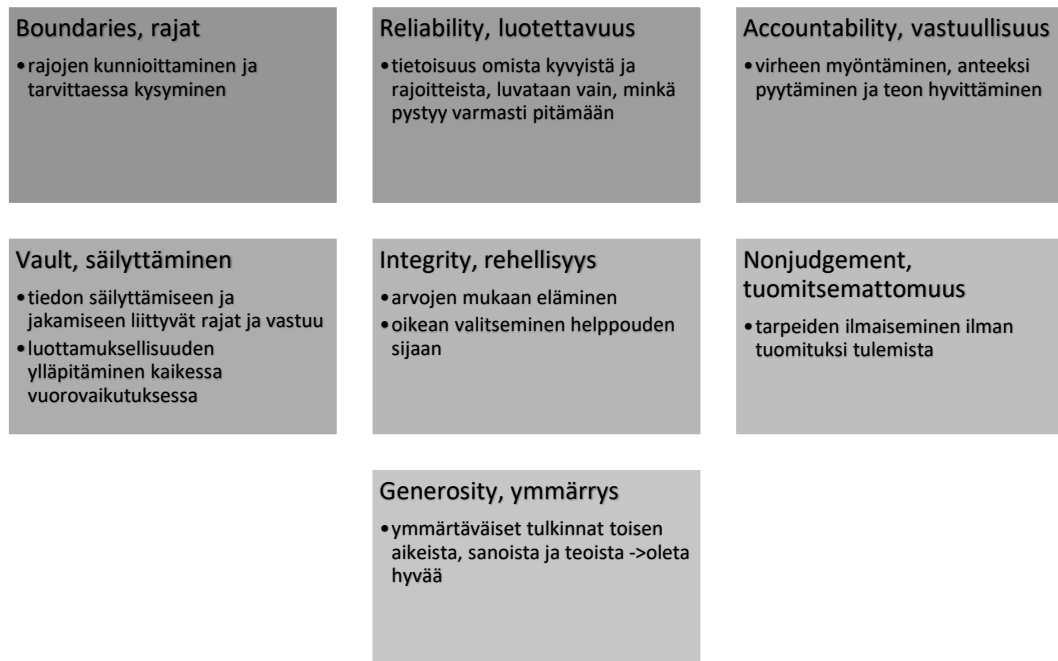 Boundaries, rajat
•rajojen kunnioittaminen ja
tarvittaessa kysyminen
Reliability, luotettavuus
•tietoisuus omista kyvyistä ja
rajoitteista, luvataan vain, minkä
pystyy varmasti pitämään
Accountability, vastuullisuus
•virheen myöntäminen, anteeksi
pyytäminen ja teon hyvittäminen
Vault, säilyttäminen
•tiedon säilyttämiseen ja
jakamiseen liittyvät rajat ja vastuu
•luottamuksellisuuden
ylläpitäminen kaikessa
vuorovaikutuksessa
Integrity, rehellisyys
•arvojen mukaan eläminen
•oikean valitseminen helppouden
sijaan
Nonjudgement,
tuomitsemattomuus
•tarpeiden ilmaiseminen ilman
tuomituksi tulemista
Generosity, ymmärrys
•ymmärtäväiset tulkinnat toisen
aikeista, sanoista ja teoista ->oleta
hyvää